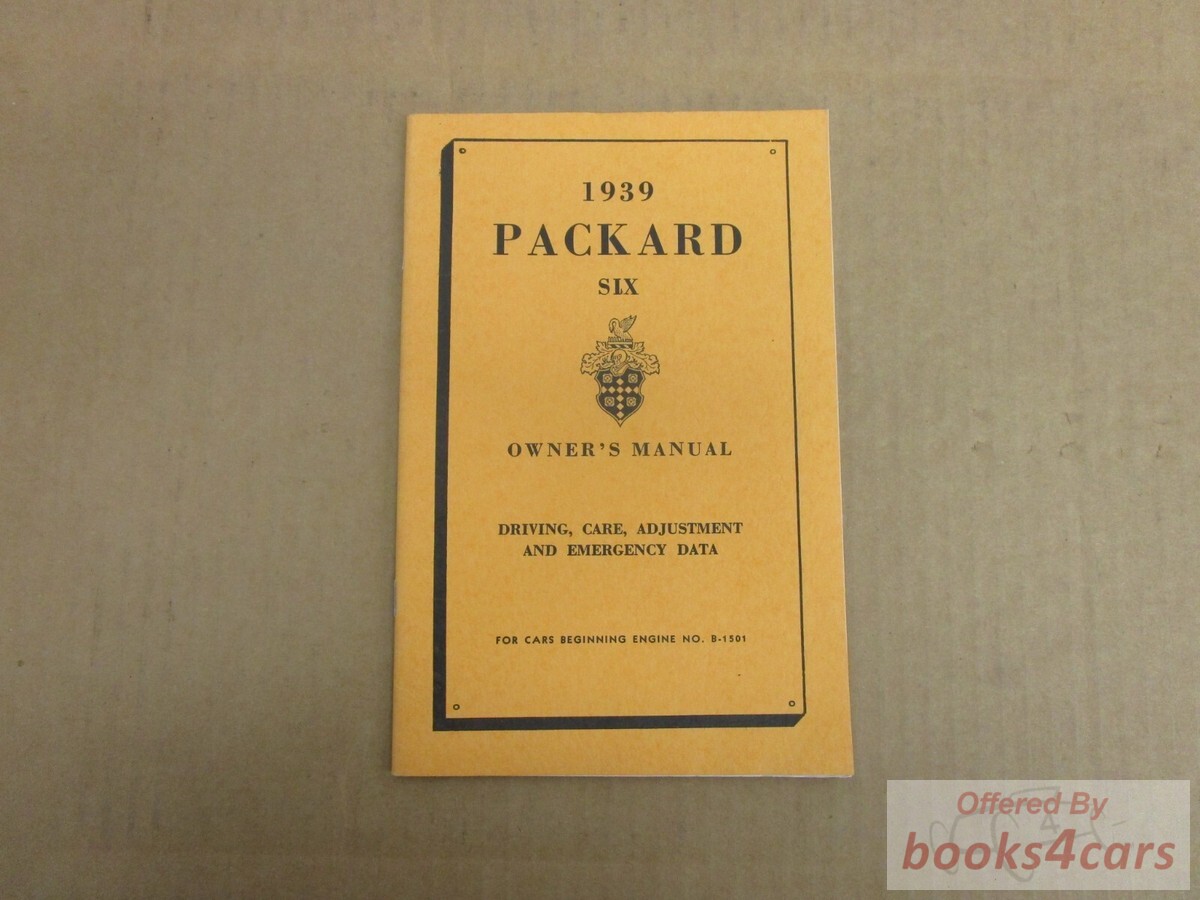 1939
PACKARD
SIX
OWNER'S MANUAL
DRIVING, CARE, ADJUSTMENT
AND EMERGENCY DATA
FOR CARS BEGINNING ENGINE NO. B-1501
Offered By
books4cars